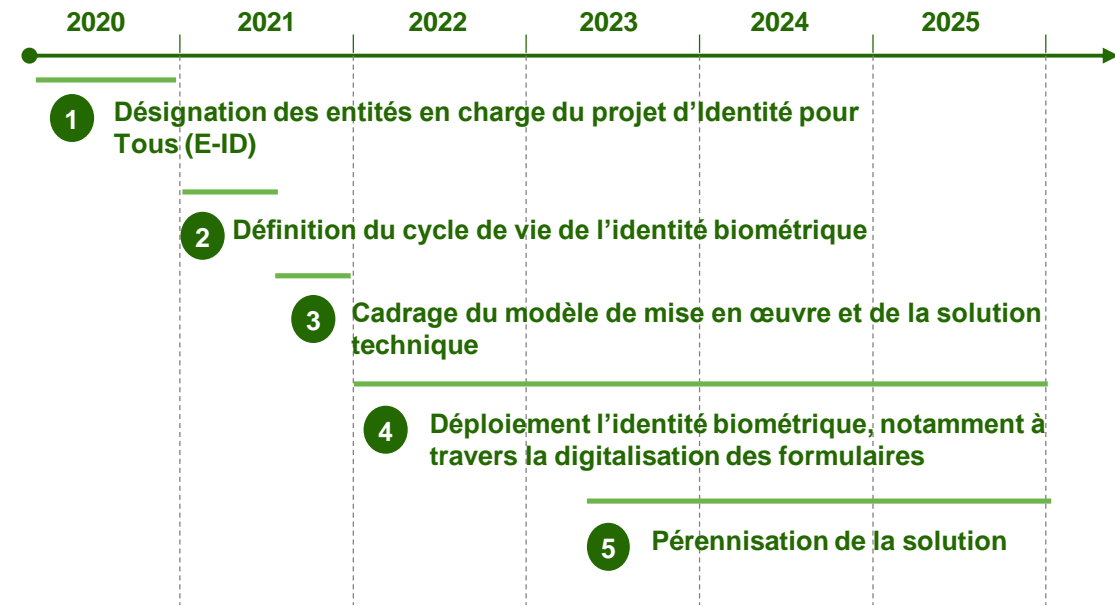 2020 2021 2022 2023 2024 2025
1 Désignation des entités en charge du projet d'Identité pour
Tous (E-ID)
2 Définition du cycle de vie de l'identité biométrique
3 Cadrage du modèle de mise en œuvre et de la solution
technique
4 Déploiement l'identité biométrique, notamment à
travers la digitalisation des formulaires
5 Pérennisation de la solution